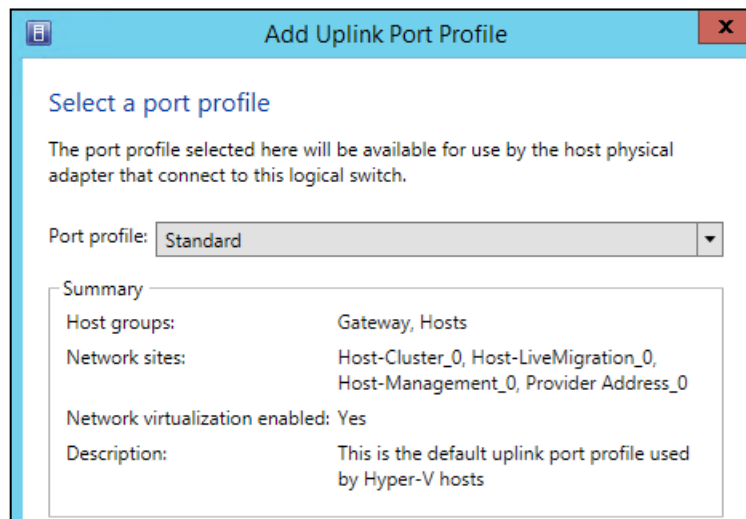 Add Uplink Port Profile
x
Select a port profile
The port profile selected here will be available for use by the host physical
adapter that connect to this logical switch.
Port profile: Standard
Summary
Host groups: Gateway, Hosts
Network sites: Host-Cluster_0, Host-LiveMigration_0,
Host-Management_0, Provider Address_0
Network virtualization enabled: Yes
Description: This is the default uplink port profile used
by Hyper-V hosts